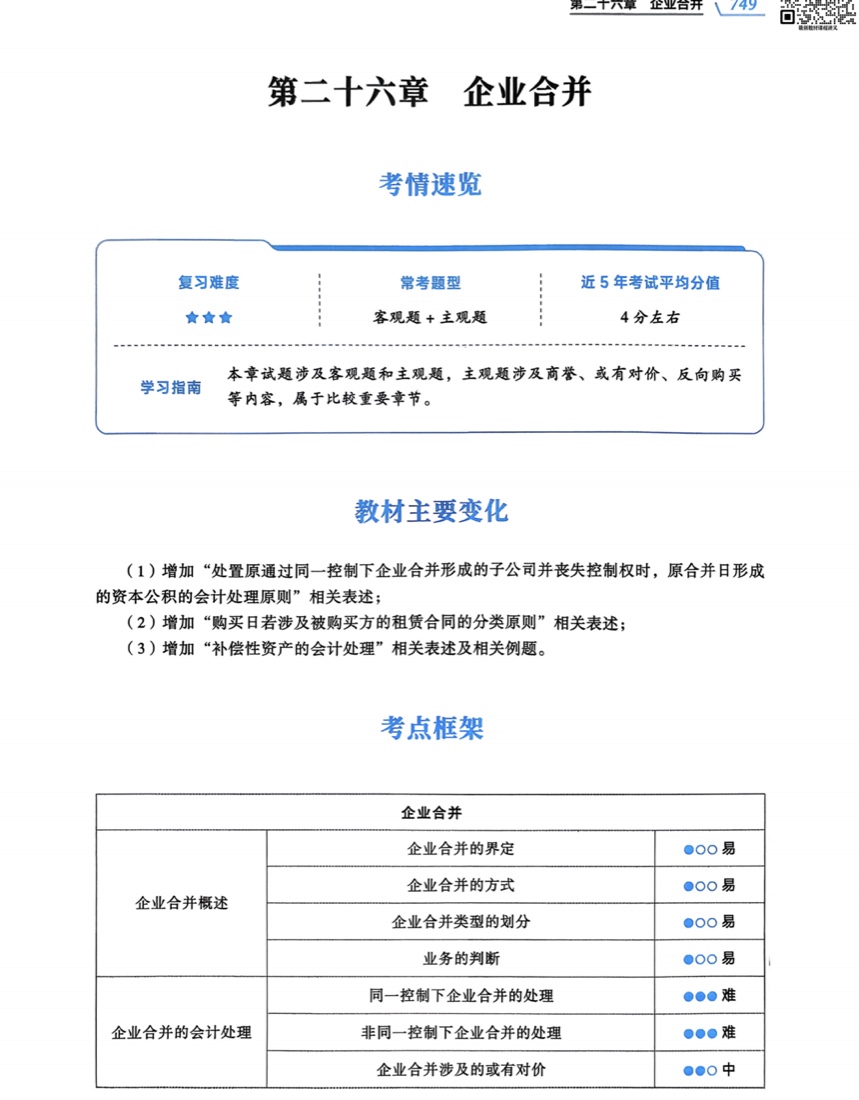 第二十六章 企业合并 749
第二十六章 企业合并
考情速览
复习难度 常考题型 近 5 年考试平均分值
★★★ 客观题 + 主观题 4 分左右
学习指南
本章试题涉及客观题和主观题，主观题涉及商誉、或有对价、反向购买
等内容，属于比较重要章节。
教材主要变化
（1）增加“处置原通过同一控制下企业合并形成的子公司并丧失控制权时，原合并日形成
的资本公积的会计处理原则”相关表述；
（2）增加“购买日若涉及被购买方的租赁合同的分类原则”相关表述；
（3）增加“补偿性资产的会计处理”相关表述及相关例题。
考点框架
企业合并
企业合并概述
企业合并的界定 ●○○ 易
企业合并的方式 ●○○ 易
企业合并类型的划分 ●○○ 易
业务的判断 ●○○ 易
企业合并的会计处理
同一控制下企业合并的处理 ●●● 难
非同一控制下企业合并的处理 ●●● 难
企业合并涉及的或有对价 ●●○ 中